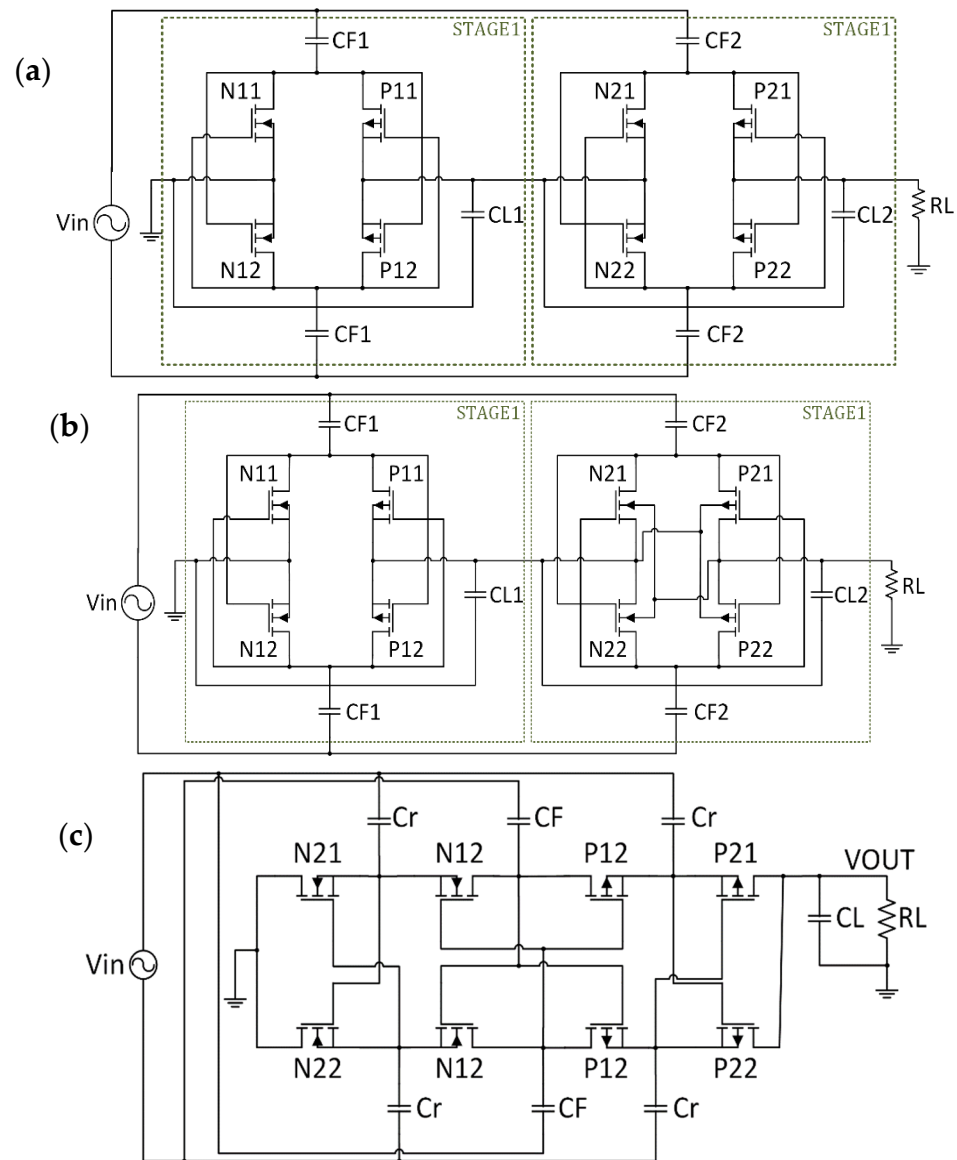 (a)
STAGE1
STAGE1
CF1
CF2
N11
P11
N21
P21
Vin
CL1
CL2
RL
N12
P12
N22
P22
CF1
CF2
(b)
STAGE1
STAGE1
CF1
CF2
N11
P11
N21
P21
Vin
CL1
CL2
RL
N12
P12
N22
P22
CF1
CF2
(c)
Cr
CF
Cr
N21
N12
P12
P21
VOUT
CL
RL
Vin
N22
N12
P12
P22
Cr
CF
Cr